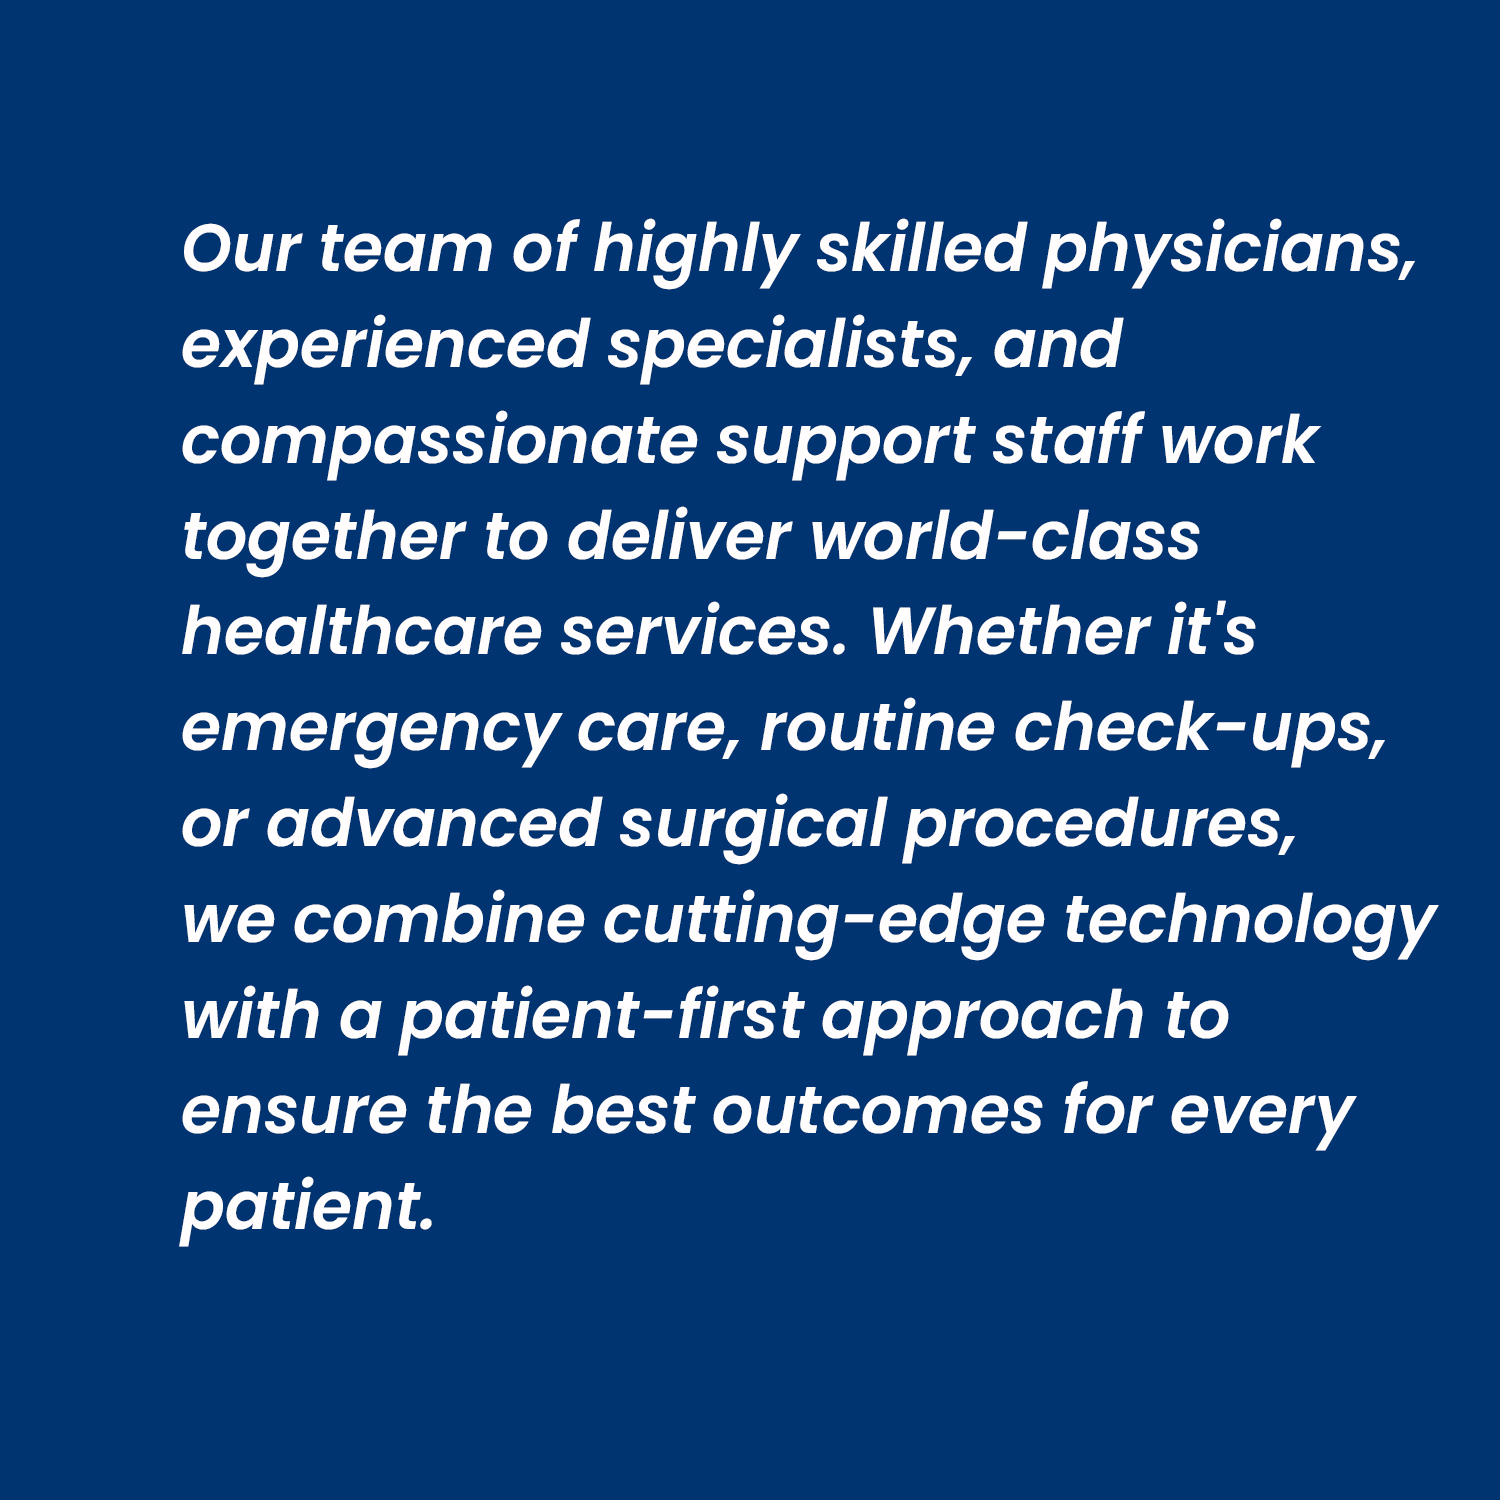 Our team of highly skilled physicians,
experienced specialists, and
compassionate support staff work
together to deliver world-class
healthcare services. Whether it's
emergency care, routine check-ups,
or advanced surgical procedures,
we combine cutting-edge technology
with a patient-first approach to
ensure the best outcomes for every
patient.